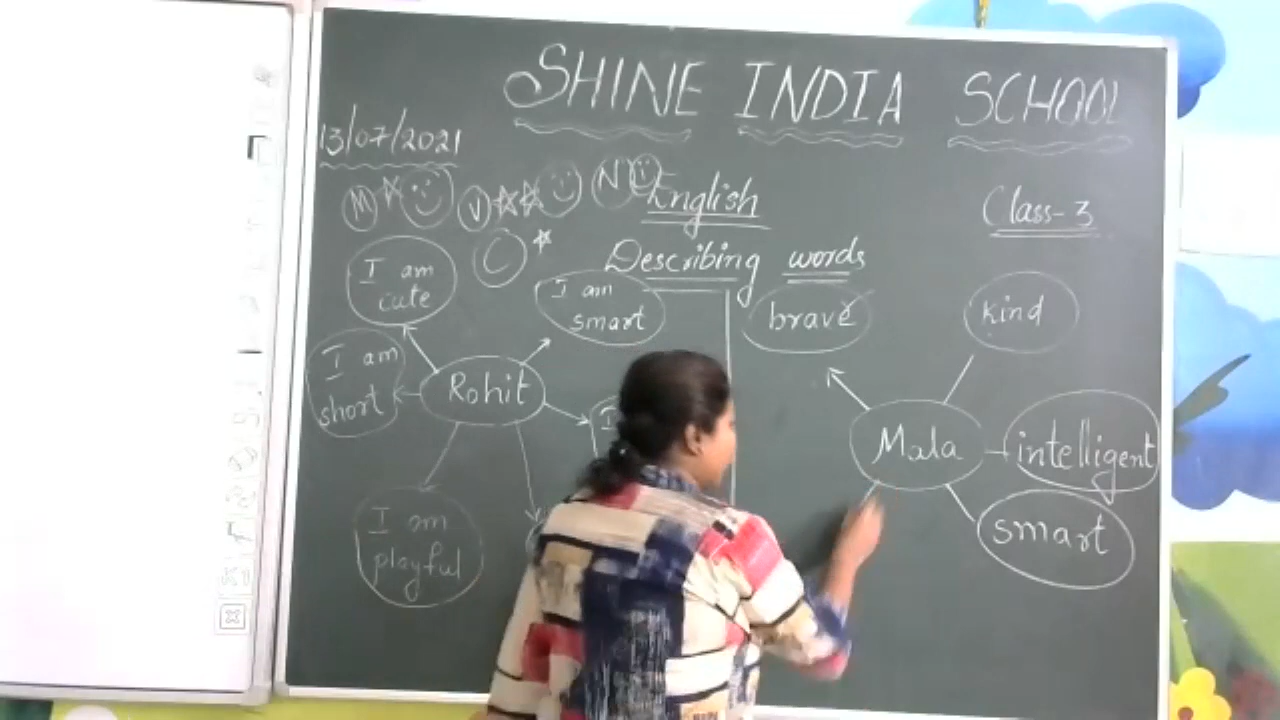 SHINE INDIA SCHOOL
13/07/2021
M V N
English
Class-3
C
Describing words
I am
cute
I am
smart
brave
kind
I am
short
Rohit
I
Mala
intelligent
smart
I am
playful